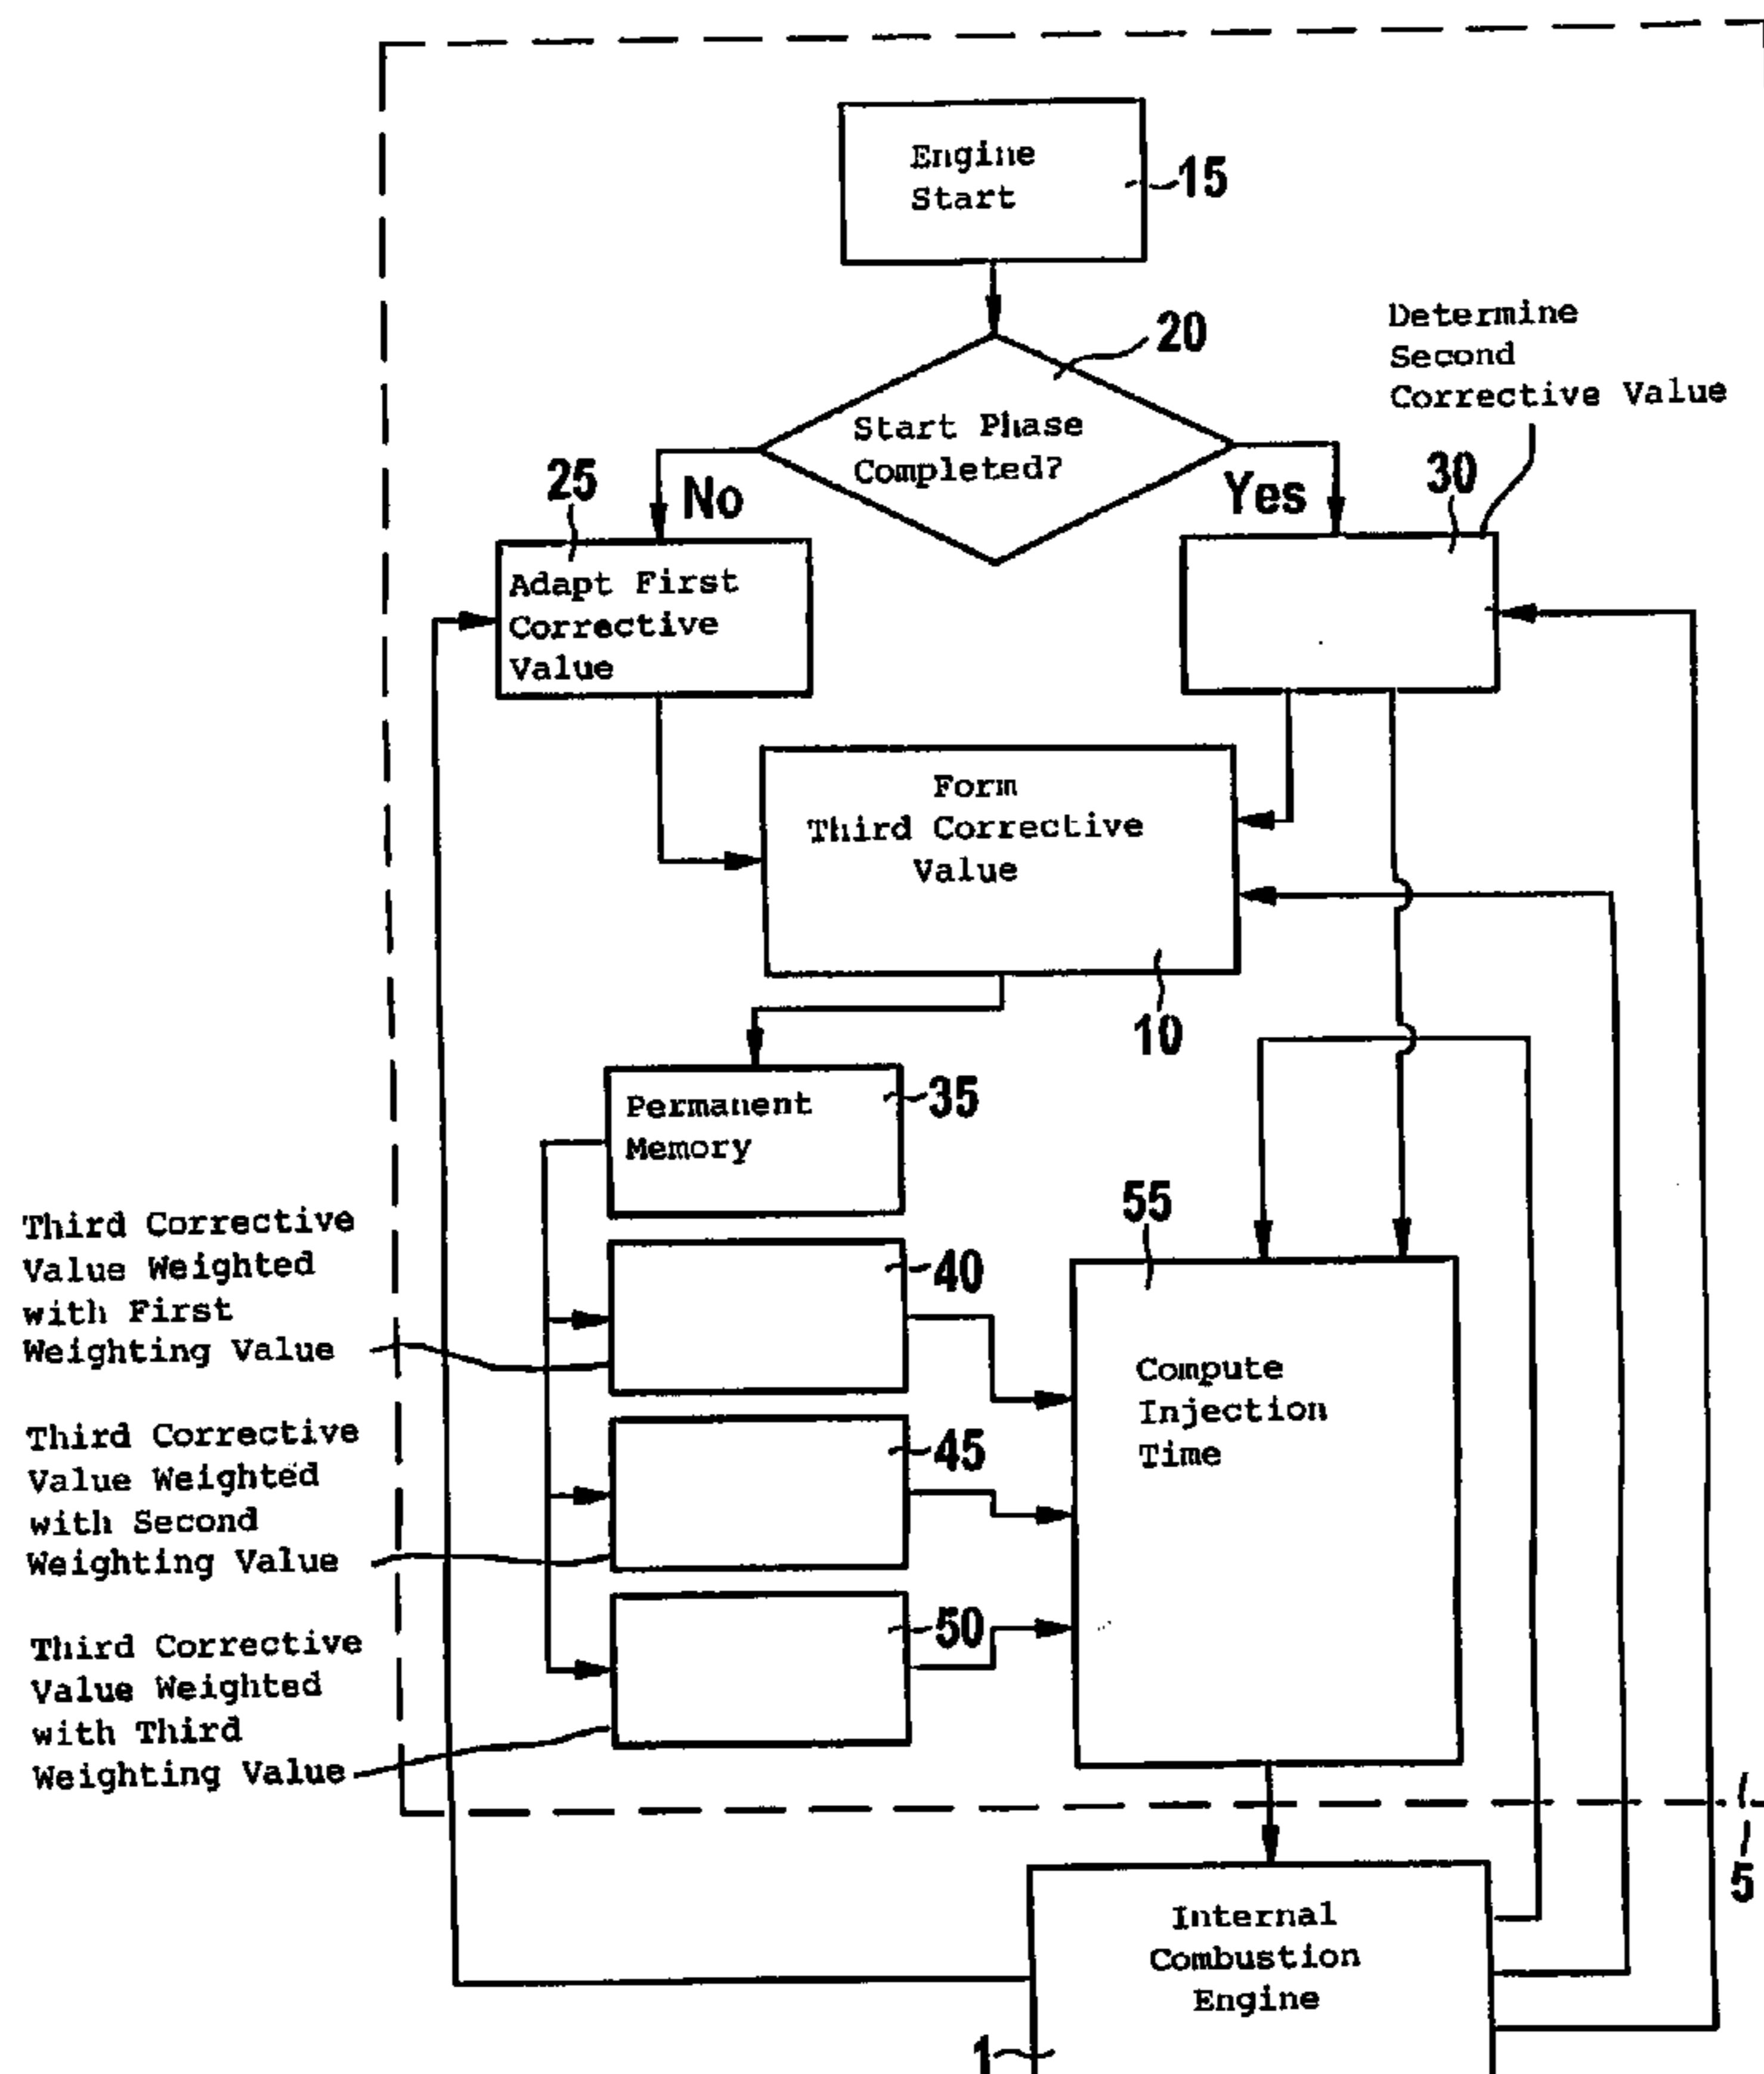 Engine
Start
15
20
Start Phase
Completed?
Determine
Second
Corrective Value
No
Yes
25
30
Adapt First
Corrective
Value
Form
Third Corrective
Value
10
Permanent
Memory
35
55
Third Corrective
Value Weighted
with First
Weighting Value
40
Third Corrective
Value Weighted
with Second
Weighting Value
45
Third Corrective
Value Weighted
with Third
Weighting Value
50
Compute
Injection
Time
5
Internal
Combustion
Engine
1